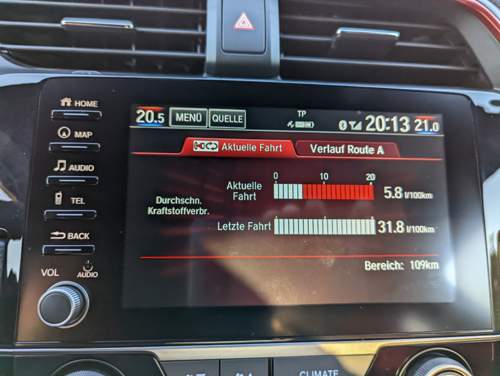 HOME
MAP
AUDIO
TEL
BACK
VOL
AUDIO
20.5 MENÜ QUELLE TP 20:13 21.0
Aktuelle Fahrt Verlauf Route A
0 10 20
Durchschn.
Kraftstoffverbr.
Aktuelle
Fahrt
5.8 l/100km
Letzte Fahrt 31.8 l/100km
Bereich: 109km
CLIMATE